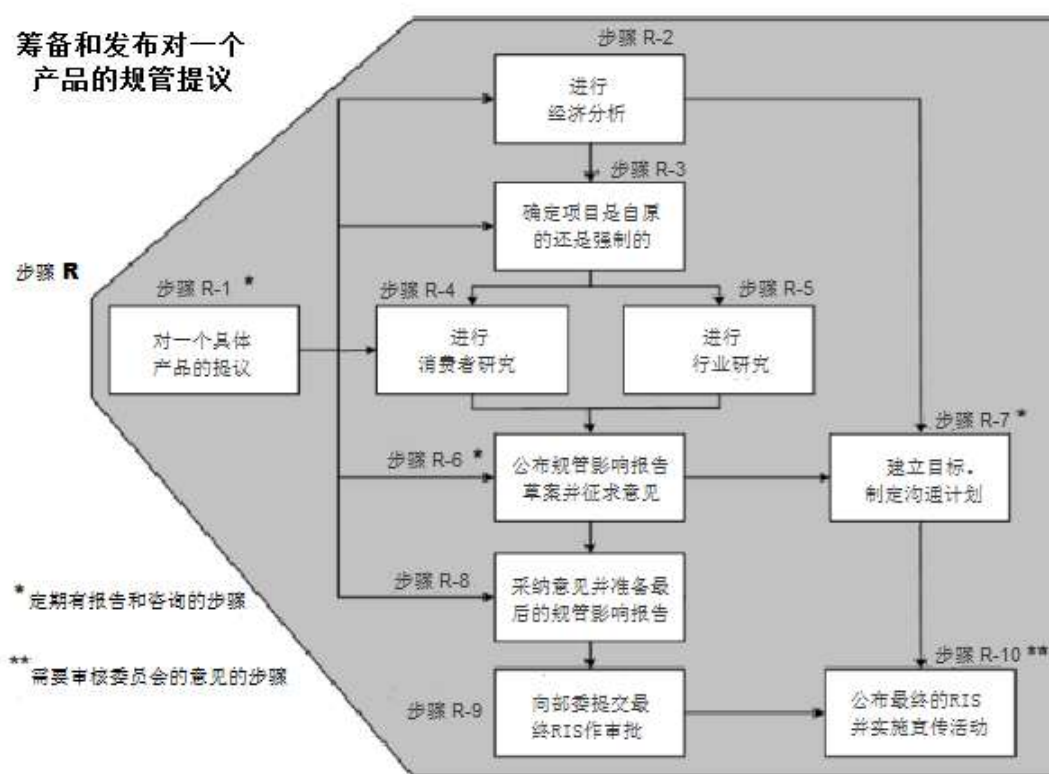 筹备和发布对一个
产品的规管提议
步骤 R-2
进行
经济分析
步骤 R-3
确定项目是自原
的还是强制的
步骤 R
步骤 R-1 *
对一个具体
产品的提议
步骤 R-4
进行
消费者研究
步骤 R-5
进行
行业研究
步骤 R-6 *
公布规管影响报告
草案并征求意见
步骤 R-7 *
建立目标。
制定沟通计划
步骤 R-8
采纳意见并准备最
后的规管影响报告
* 定期有报告和咨询的步骤
** 需要审核委员会的意见的步骤
步骤 R-9
向部委提交最
终RIS作审批
步骤 R-10 **
公布最终的RIS
并实施宣传活动